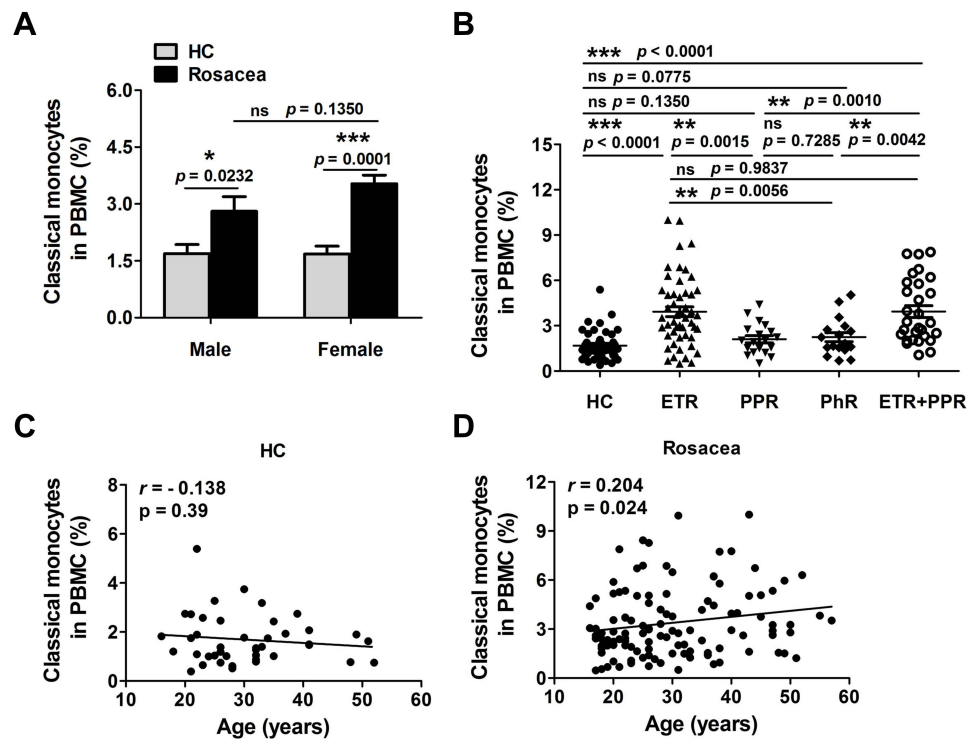 A
HC
Rosacea
Classical monocytes
in PBMC (%)
6.0
4.5
3.0
1.5
0.0
ns p = 0.1350
*
p = 0.0232
***
p = 0.0001
Male
Female
B
*** p < 0.0001
ns p = 0.0775
ns p = 0.1350
** p = 0.0010
***
p < 0.0001
**
p = 0.0015
ns
p = 0.7285
**
p = 0.0042
ns p = 0.9837
** p = 0.0056
Classical monocytes
in PBMC (%)
15
12
9
6
3
0
HC
ETR
PPR
PhR
ETR+PPR
C
HC
r = - 0.138
p = 0.39
Classical monocytes
in PBMC (%)
8
6
4
2
0
10
20
30
40
50
60
Age (years)
D
Rosacea
r = 0.204
p = 0.024
Classical monocytes
in PBMC (%)
12
9
6
3
0
10
20
30
40
50
60
Age (years)